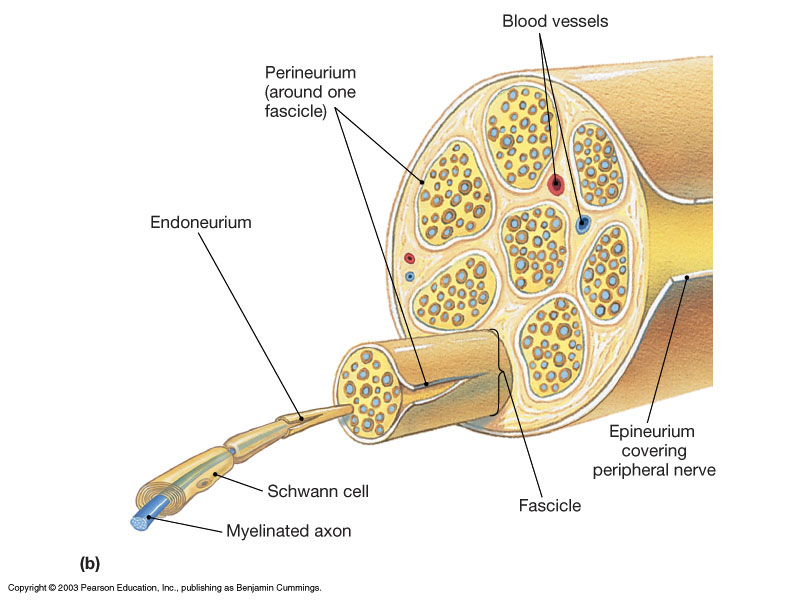 Blood vessels
Perineurium
(around one
fascicle)
Endoneurium
Epineurium
covering
peripheral nerve
Schwann cell
Fascicle
Myelinated axon
(b)
Copyright © 2003 Pearson Education, Inc., publishing as Benjamin Cummings.